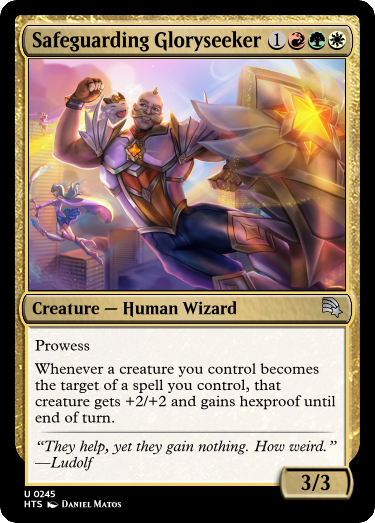 Safeguarding Gloryseeker 1
Creature — Human Wizard
Prowess
Whenever a creature you control becomes
the target of a spell you control, that
creature gets +2/+2 and gains hexproof until
end of turn.
“They help, yet they gain nothing. How weird.”
—Ludolf
3/3
U 0245
HTS Daniel Matos